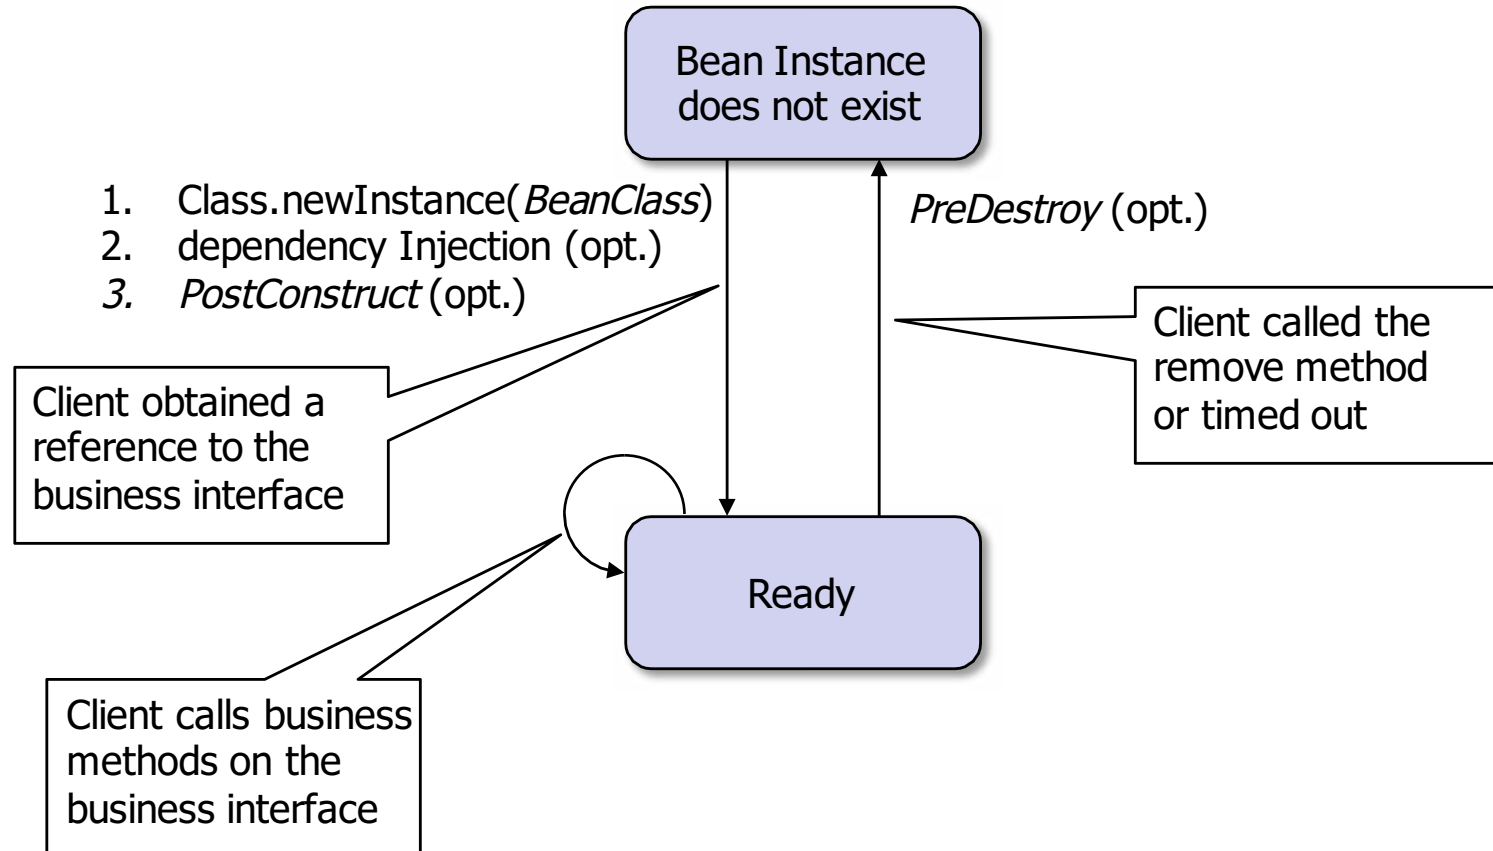 Bean Instance
does not exist
1. Class.newInstance(BeanClass)
2. dependency Injection (opt.)
3. PostConstruct (opt.)
PreDestroy (opt.)
Client obtained a
reference to the
business interface
Client called the
remove method
or timed out
Ready
Client calls business
methods on the
business interface